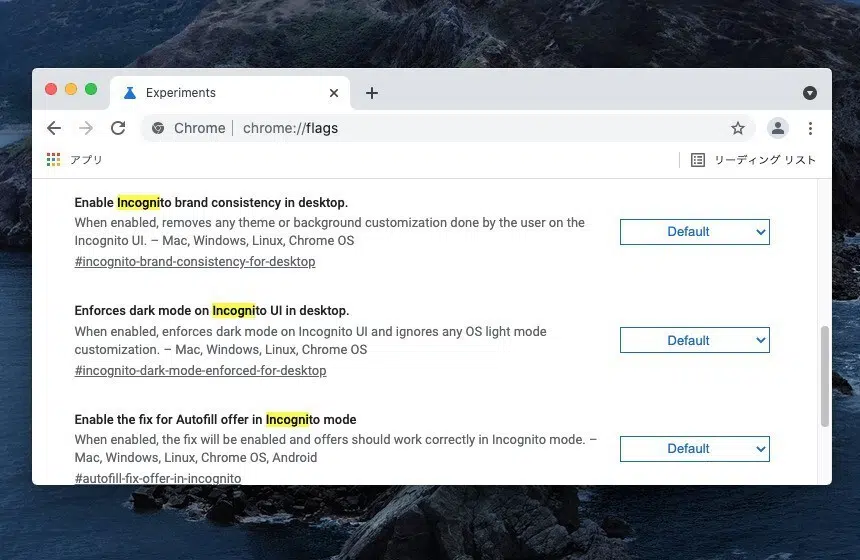 Experiments
Chrome
chrome://flags
アプリ
リーディング リスト
Enable Incognito brand consistency in desktop.
When enabled, removes any theme or background customization done by the user on the
Incognito UI. – Mac, Windows, Linux, Chrome OS
#incognito-brand-consistency-for-desktop
Default
Enforces dark mode on Incognito UI in desktop.
When enabled, enforces dark mode on Incognito UI and ignores any OS light mode
customization. – Mac, Windows, Linux, Chrome OS
#incognito-dark-mode-enforced-for-desktop
Default
Enable the fix for Autofill offer in Incognito mode
When enabled, the fix will be enabled and offers should work correctly in Incognito mode. –
Mac, Windows, Linux, Chrome OS, Android
#autofill-fix-offer-in-incognito
Default